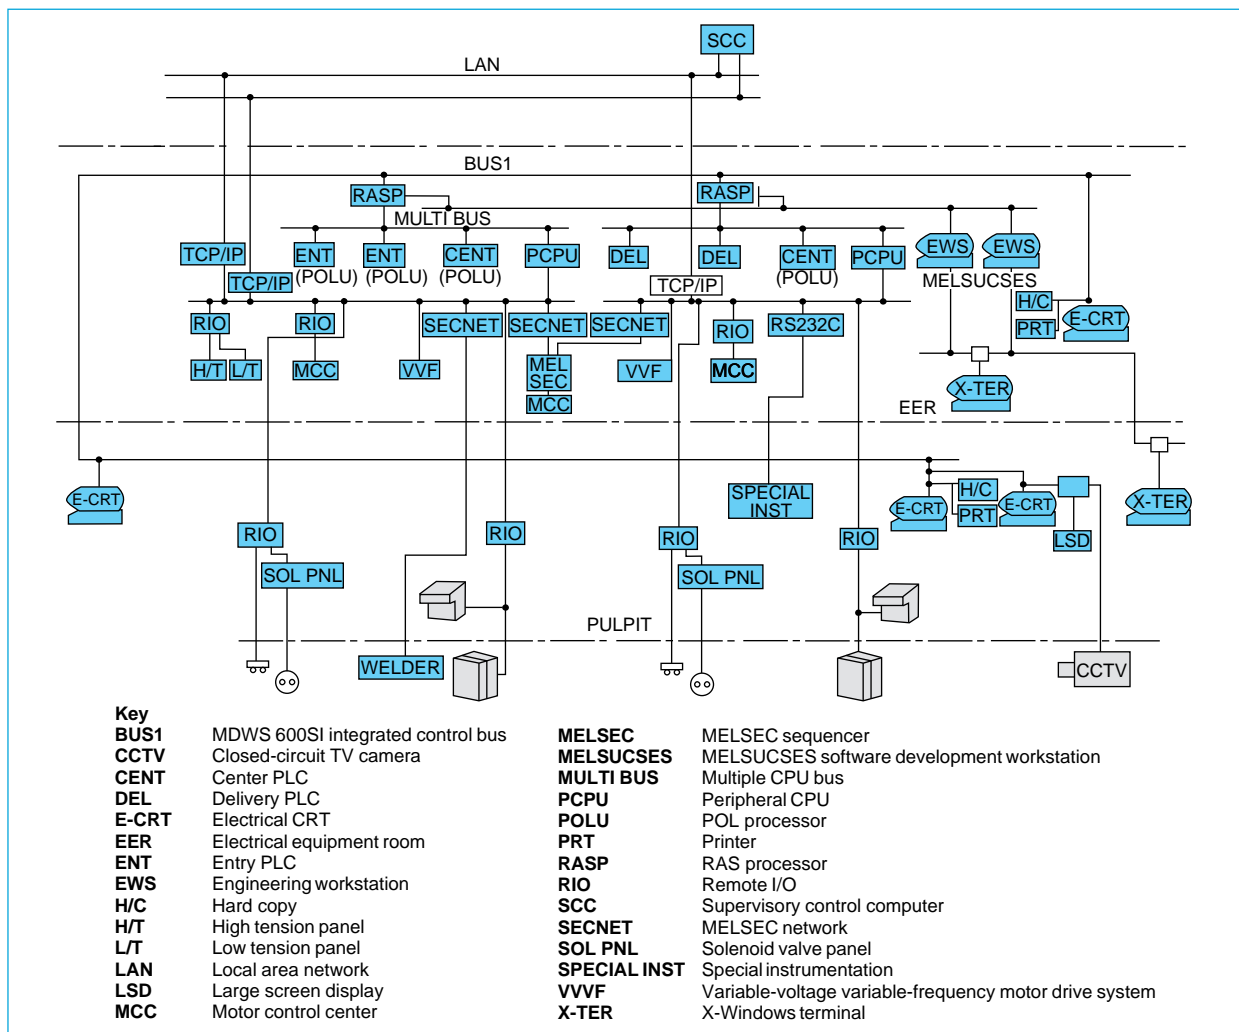 SCC
LAN
BUS1
RASP
RASP
MULTI BUS
TCP/IP
ENT
(POLU)
ENT
(POLU)
CENT
(POLU)
PCPU
DEL
DEL
CENT
(POLU)
PCPU
EWS
EWS
TCP/IP
TCP/IP
MELSUCSES
H/C
PRT
E-CRT
RIO
RIO
SECNET
SECNET
SECNET
RIO
RS232C
H/T
L/T
MCC
VVF
MEL
SEC
MCC
VVF
MCC
X-TER
EER
E-CRT
SPECIAL
INST
E-CRT
H/C
PRT
E-CRT
LSD
X-TER
RIO
RIO
RIO
RIO
SOL PNL
SOL PNL
PULPIT
WELDER
CCTV
Key
BUS1 MDWS 600SI integrated control bus
CCTV Closed-circuit TV camera
CENT Center PLC
DEL Delivery PLC
E-CRT Electrical CRT
EER Electrical equipment room
ENT Entry PLC
EWS Engineering workstation
H/C Hard copy
H/T High tension panel
L/T Low tension panel
LAN Local area network
LSD Large screen display
MCC Motor control center
MELSEC MELSEC sequencer
MELSUCSES MELSUCSES software development workstation
MULTI BUS Multiple CPU bus
PCPU Peripheral CPU
POLU POL processor
PRT Printer
RASP RAS processor
RIO Remote I/O
SCC Supervisory control computer
SECNET MELSEC network
SOL PNL Solenoid valve panel
SPECIAL INST Special instrumentation
VVVF Variable-voltage variable-frequency motor drive system
X-TER X-Windows terminal